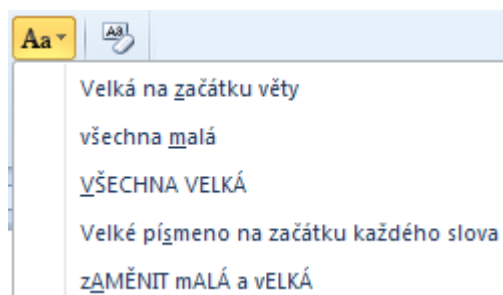 Aa
Velká na začátku věty
všechna malá
VŠECHNA VELKÁ
Velké písmeno na začátku každého slova
zAMĚNIT mALÁ a vELKÁ